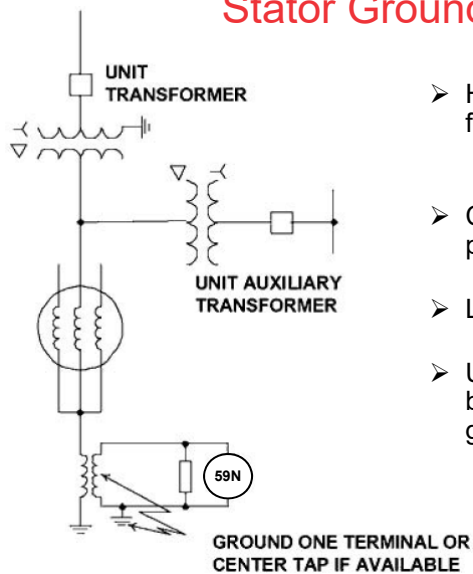 Stator Ground
UNIT
TRANSFORMER
UNIT AUXILIARY
TRANSFORMER
59N
GROUND ONE TERMINAL OR
CENTER TAP IF AVAILABLE